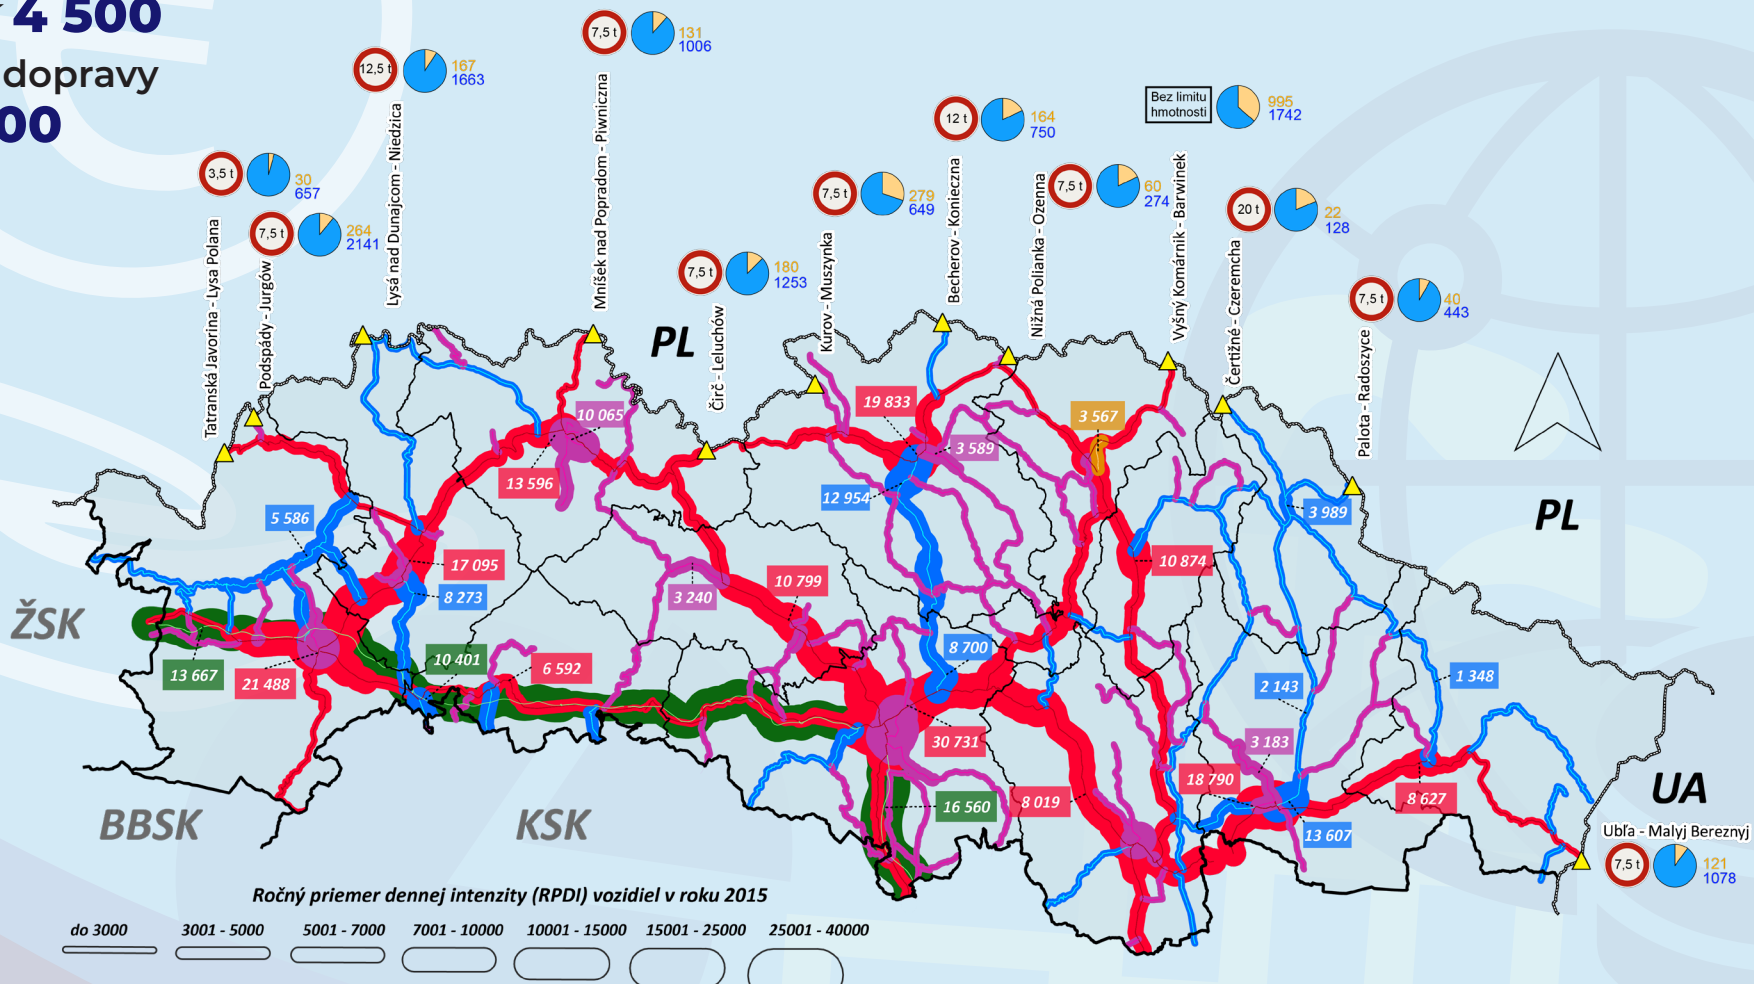 4 500
dopravy
00
12,5 t
167
1663
7,5 t
131
1006
12 t
164
750
Bez limitu
hmotnosti
995
1742
3,5 t
30
657
7,5 t
264
2141
7,5 t
180
1253
7,5 t
279
649
7,5 t
60
274
20 t
22
128
7,5 t
40
443
Tatranská Javorina - Lysa Polana
Podspády - Jurgów
Lysá nad Dunajcom - Niedzica
Mníšek nad Popradom - Piwniczna
Čirč - Leluchów
Kurov - Muszynka
Becherov - Konieczna
Nižná Polianka - Ozenna
Vyšný Komárnik - Barwinek
Čertižné - Czeremcha
Palota - Radoszyce
PL
PL
10 065
19 833
3 567
3 589
13 596
12 954
5 586
3 989
17 095
10 874
10 799
8 273
3 240
ŽSK
10 401
6 592
8 700
13 667
21 488
2 143
1 348
30 731
3 183
18 790
UA
8 019
8 627
16 560
13 607
BBSK
KSK
Ubľa - Malyj Bereznyj
7,5 t
121
1078
Ročný priemer dennej intenzity (RPDI) vozidiel v roku 2015
do 3000
3001 - 5000
5001 - 7000
7001 - 10000
10001 - 15000
15001 - 25000
25001 - 40000